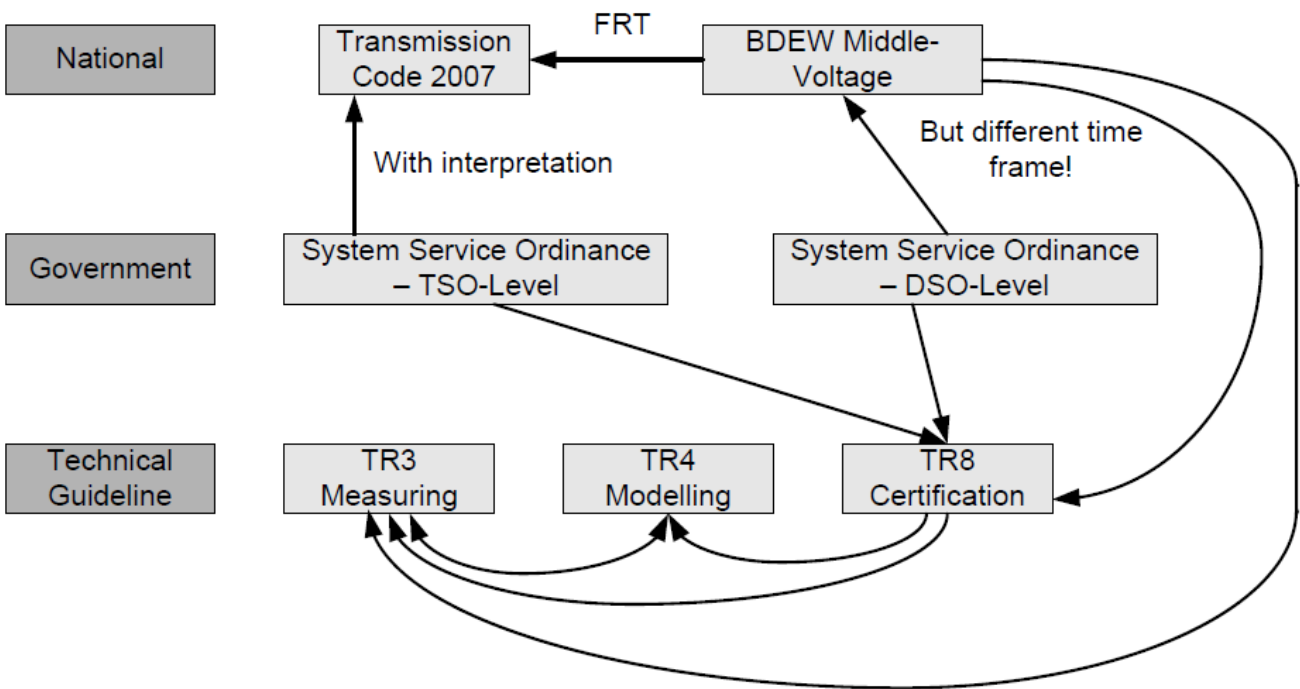 FRT
National
Transmission
Code 2007
BDEW Middle-
Voltage
With interpretation
But different time
frame!
Government
System Service Ordinance
– TSO-Level
System Service Ordinance
– DSO-Level
Technical
Guideline
TR3
Measuring
TR4
Modelling
TR8
Certification